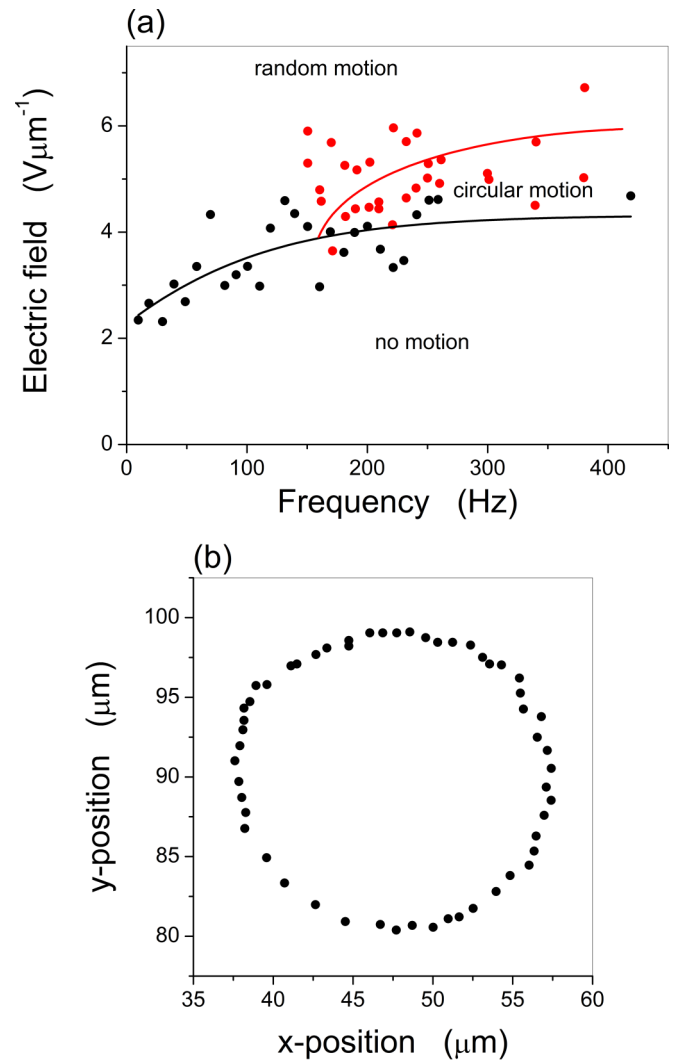 (a)
random motion
6
circular motion
4
no motion
2
0
0 100 200 300 400
Electric field (Vμm⁻¹)
Frequency (Hz)
(b)
100
95
90
85
80
35 40 45 50 55 60
y-position (μm)
x-position (μm)